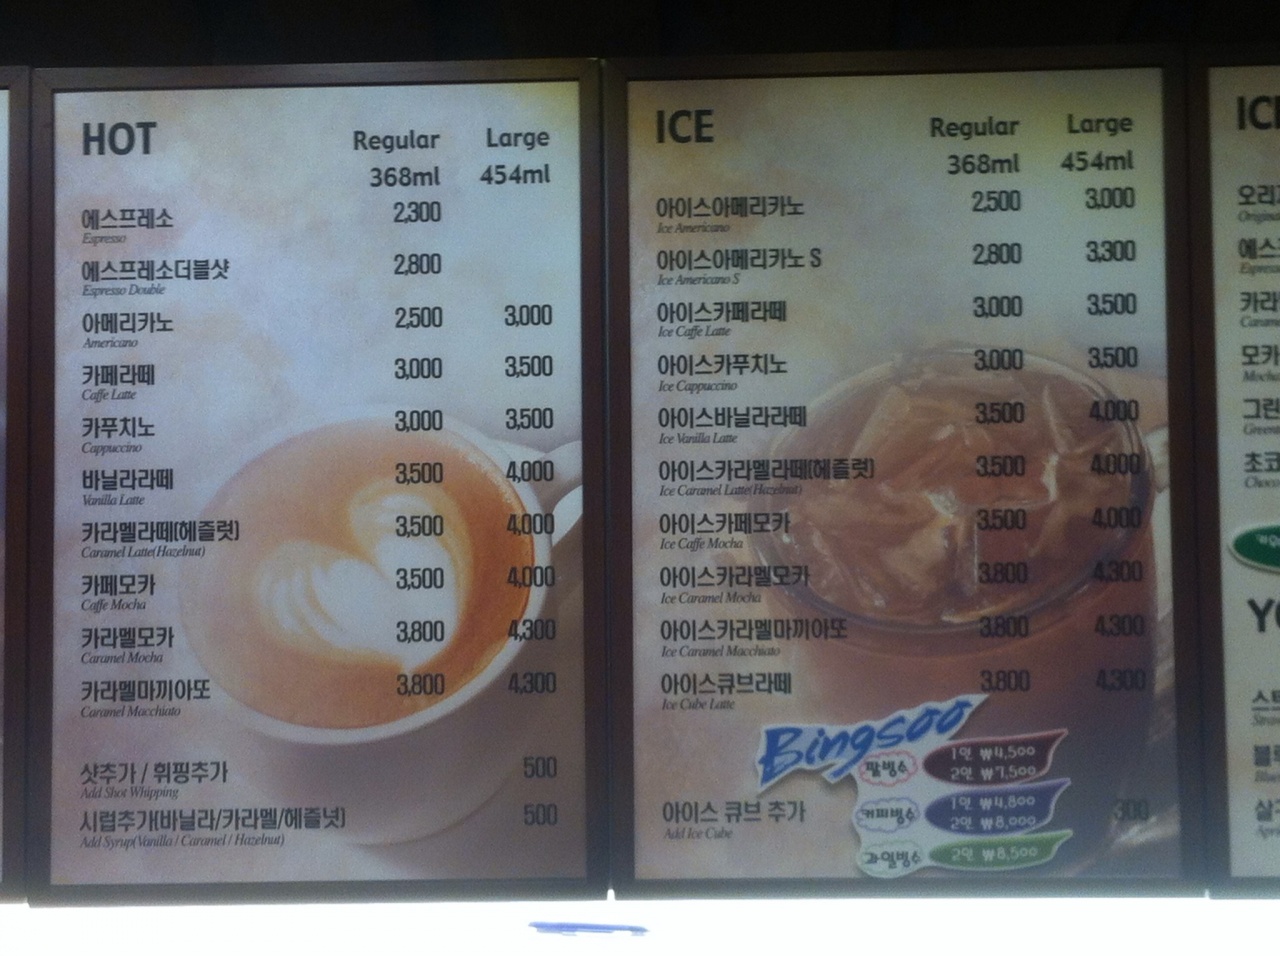 HOT
Regular Large
368ml 454ml
에스프레소 2,300
Espresso
에스프레소더블샷 2,800
Espresso Double
아메리카노 2,500 3,000
Americano
카페라떼 3,000 3,500
Caffe Latte
카푸치노 3,000 3,500
Cappuccino
바닐라라떼 3,500 4,000
Vanilla Latte
카라멜라떼(헤즐럿) 3,500 4,000
Caramel Latte(Hazelnut)
카페모카 3,500 4,000
Caffe Mocha
카라멜모카 3,800 4,300
Caramel Mocha
카라멜마끼아또 3,800 4,300
Caramel Macchiato
샷추가 / 휘핑추가 500
Add Shot Whipping
시럽추가(바닐라/카라멜/헤즐넛) 500
Add Syrup(Vanilla / Caramel / Hazelnut)
ICE
Regular Large
368ml 454ml
아이스아메리카노 2,500 3,000
Ice Americano
아이스아메리카노 S 2,800 3,300
Ice Americano S
아이스카페라떼 3,000 3,500
Ice Caffe Latte
아이스카푸치노 3,000 3,500
Ice Cappuccino
아이스바닐라라떼 3,500 4,000
Ice Vanilla Latte
아이스카라멜라떼(헤즐럿) 3,500 4,000
Ice Caramel Latte(Hazelnut)
아이스카페모카 3,500 4,000
Ice Caffe Mocha
아이스카라멜모카 3,800 4,300
Ice Caramel Mocha
아이스카라멜마끼아또 3,800 4,300
Ice Caramel Macchiato
아이스큐브라떼 3,800 4,300
Ice Cube Latte
Bingsoo
팥빙수 1인 ₩4,500
2인 ₩7,500
커피빙수 1인 ₩4,800
2인 ₩8,000
과일빙수 2인 ₩8,500
아이스 큐브 추가 300
Add Ice Cube